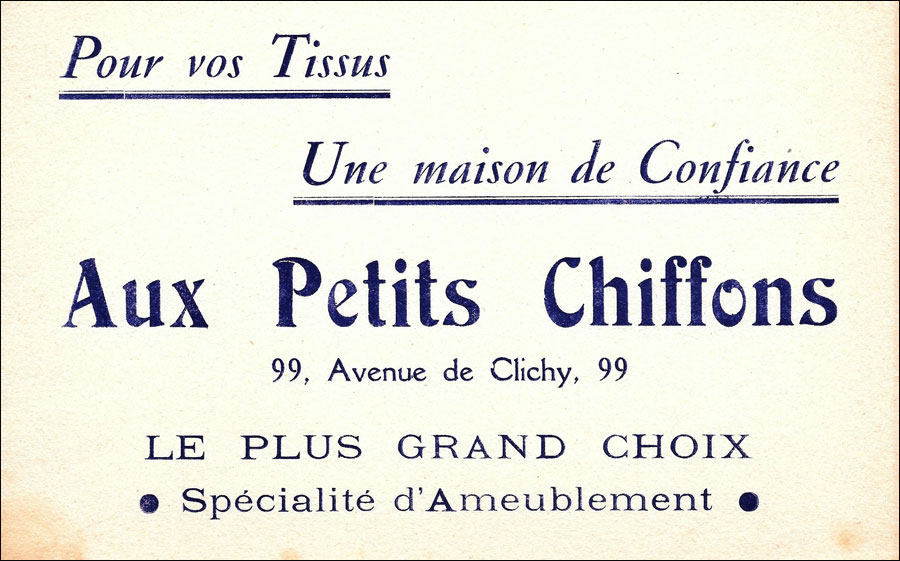 Pour vos Tissus
Une maison de Confiance
Aux Petits Chiffons
99, Avenue de Clichy, 99
LE PLUS GRAND CHOIX
● Spécialité d'Ameublement ●